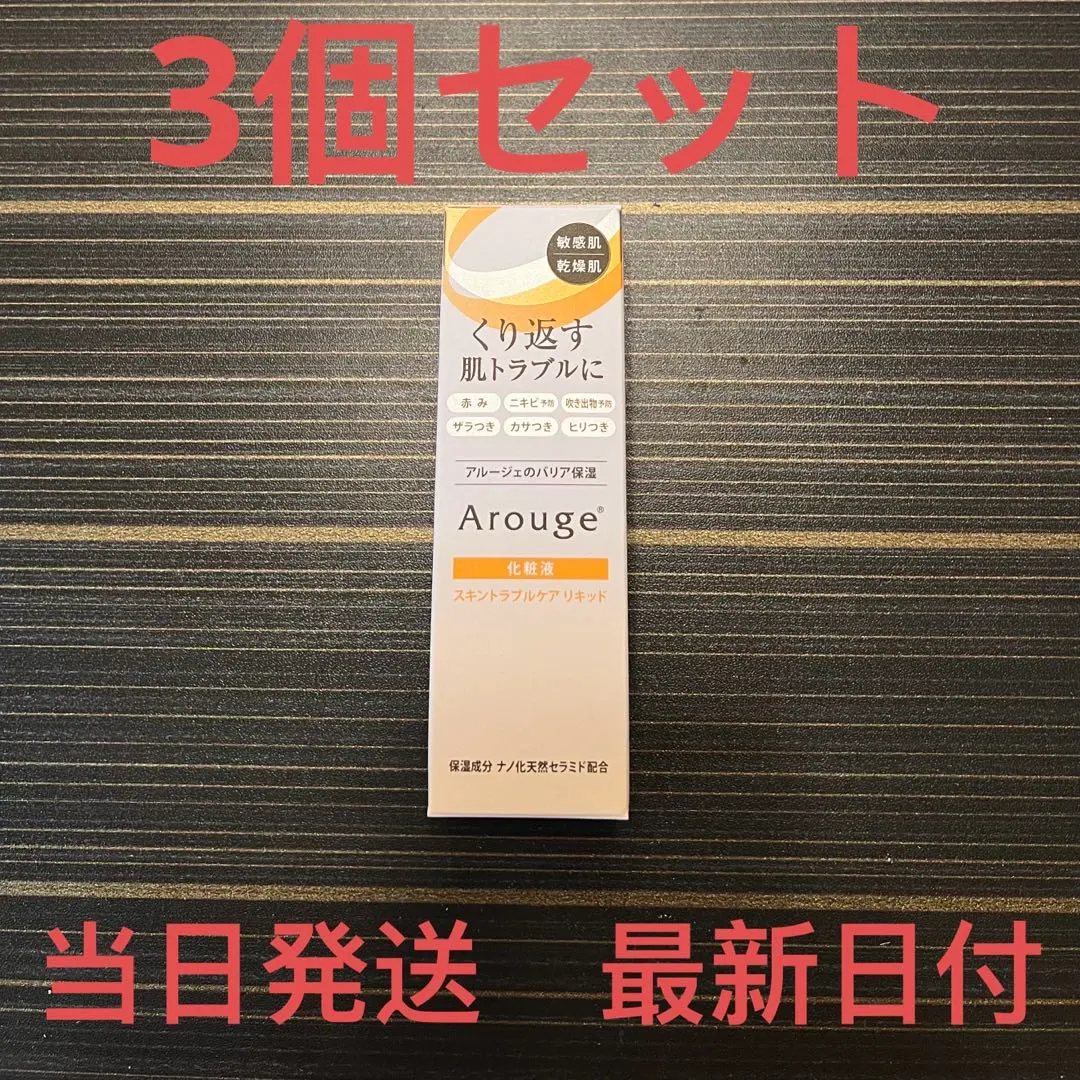 3個セット
敏感肌
乾燥肌
くり返す
肌トラブルに
赤み ニキビ予防 吹き出物予防
ザラつき カサつき ヒリつき
アルージェのバリア保湿
Arouge®
化粧液
スキントラブルケア リキッド
保湿成分 ナノ化天然セラミド配合
当日発送 最新日付